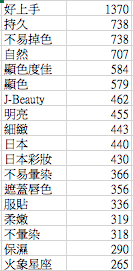 好上手 1370
持久 738
不易掉色 738
自然 707
顯色度佳 584
顯色 579
J-Beauty 462
明亮 455
細緻 443
日本 440
日本彩妝 430
不易暈染 366
遮蓋唇色 356
服貼 336
柔嫩 319
不暈染 318
保濕 290
火象星座 265